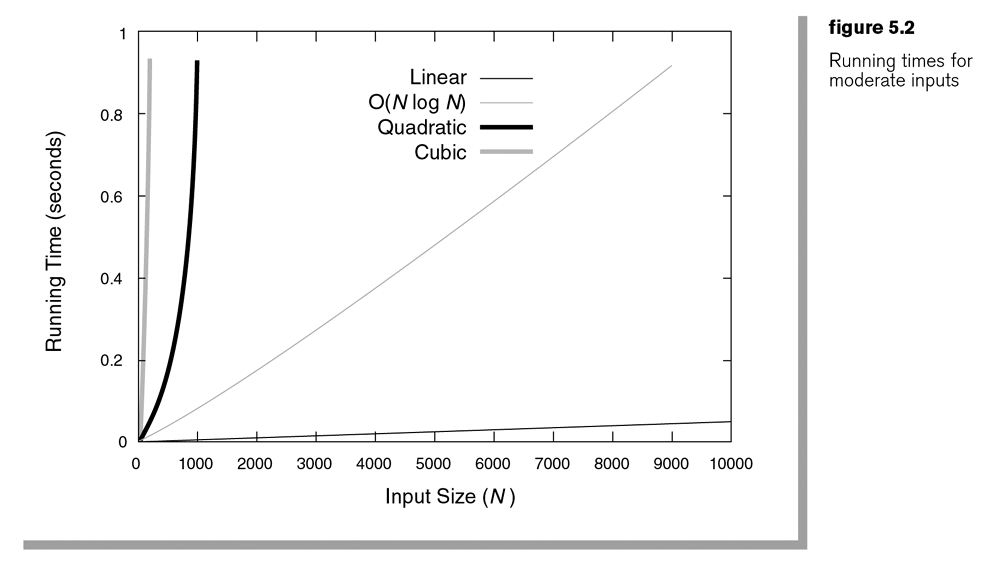 figure 5.2
Running times for
moderate inputs
Linear
O(N log N)
Quadratic
Cubic
Running Time (seconds)
1
0.8
0.6
0.4
0.2
0
0 1000 2000 3000 4000 5000 6000 7000 8000 9000 10000
Input Size (N)